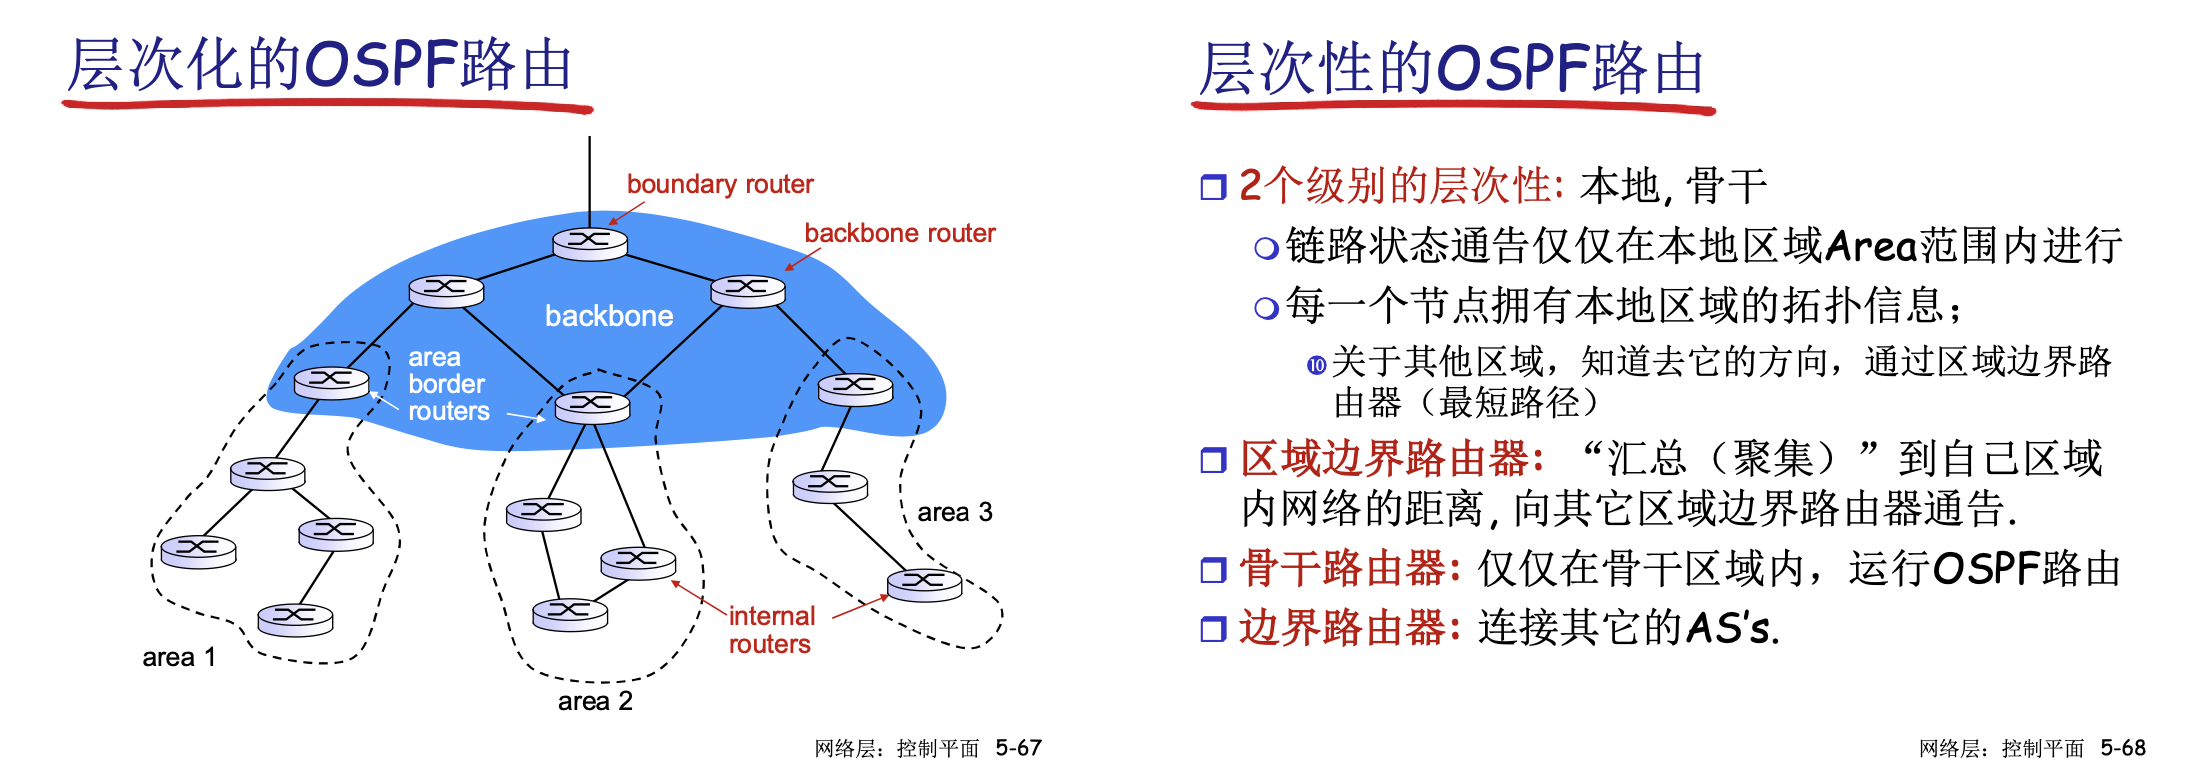 层次化的OSPF路由
boundary router
backbone router
backbone
area
border
routers
area 3
internal
routers
area 1
area 2
网络层：控制平面 5-67
层次性的OSPF路由
2个级别的层次性: 本地, 骨干
链路状态通告仅仅在本地区域Area范围内进行
每一个节点拥有本地区域的拓扑信息；
❿关于其他区域，知道去它的方向，通过区域边界路
由器（最短路径）
区域边界路由器: “汇总（聚集）”到自己区域
内网络的距离, 向其它区域边界路由器通告.
骨干路由器: 仅仅在骨干区域内，运行OSPF路由
边界路由器: 连接其它的AS’s.
网络层：控制平面 5-68